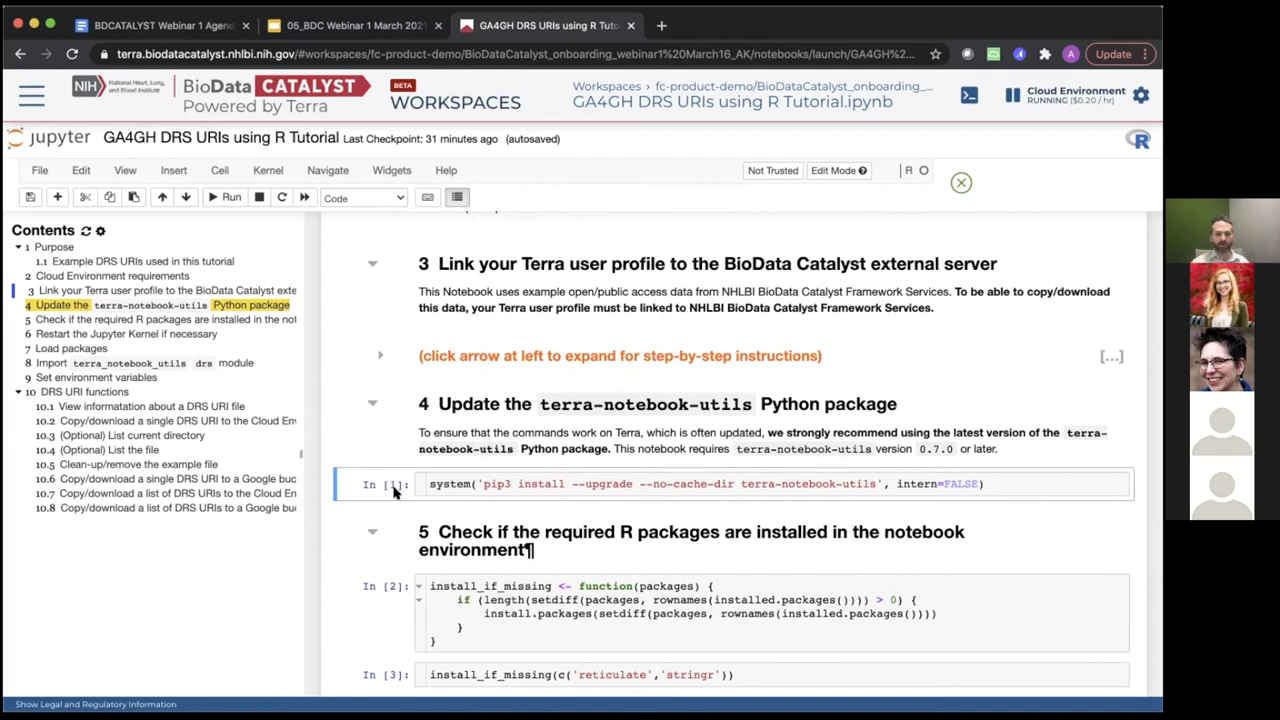 BDCATALYST Webinar 1 Agend
05_BDC Webinar 1 March 2021
GA4GH DRS URIs using R Tuto
terra.biodatacatalyst.nhlbi.nih.gov/#workspaces/fc-product-demo/BioDataCatalyst_onboarding_webinar1%20March16_AK/notebooks/launch/GA4GH%2...
A
Update
NIH
National Heart, Lung, and Blood Institute
BioData CATALYST
Powered by Terra
BETA
WORKSPACES
Workspaces › fc-product-demo/BioDataCatalyst_onboarding_... ›
GA4GH DRS URIs using R Tutorial.ipynb
Cloud Environment
RUNNING ($0.20 / hr)
jupyter GA4GH DRS URIs using R Tutorial Last Checkpoint: 31 minutes ago (autosaved)
R
File Edit View Insert Cell Kernel Navigate Widgets Help
Not Trusted
Edit Mode
R
Run
Code
Contents
1 Purpose
1.1 Example DRS URIs used in this tutorial
2 Cloud Environment requirements
3 Link your Terra user profile to the BioData Catalyst exte
4 Update the terra-notebook-utils Python package
5 Check if the required R packages are installed in the not
6 Restart the Jupyter Kernel if necessary
7 Load packages
8 Import terra_notebook_utils drs module
9 Set environment variables
10 DRS URI functions
10.1 View informatation about a DRS URI file
10.2 Copy/download a single DRS URI to the Cloud En
10.3 (Optional) List current directory
10.4 (Optional) List the file
10.5 Clean-up/remove the example file
10.6 Copy/download a single DRS URI to a Google buc
10.7 Copy/download a list of DRS URIs to the Cloud En
10.8 Copy/download a list of DRS URIs to a Google buc
3 Link your Terra user profile to the BioData Catalyst external server
This Notebook uses example open/public access data from NHLBI BioData Catalyst Framework Services. To be able to copy/download
this data, your Terra user profile must be linked to NHLBI BioData Catalyst Framework Services.
(click arrow at left to expand for step-by-step instructions)
[...]
4 Update the terra-notebook-utils Python package
To ensure that the commands work on Terra, which is often updated, we strongly recommend using the latest version of the terra-
notebook-utils Python package. This notebook requires terra-notebook-utils version 0.7.0 or later.
In [1]: system('pip3 install --upgrade --no-cache-dir terra-notebook-utils', intern=FALSE)
5 Check if the required R packages are installed in the notebook
environment¶
In [2]: install_if_missing <- function(packages) {
if (length(setdiff(packages, rownames(installed.packages()))) > 0) {
install.packages(setdiff(packages, rownames(installed.packages())))
}
}
In [3]: install_if_missing(c('reticulate','stringr'))
Show Legal and Regulatory Information